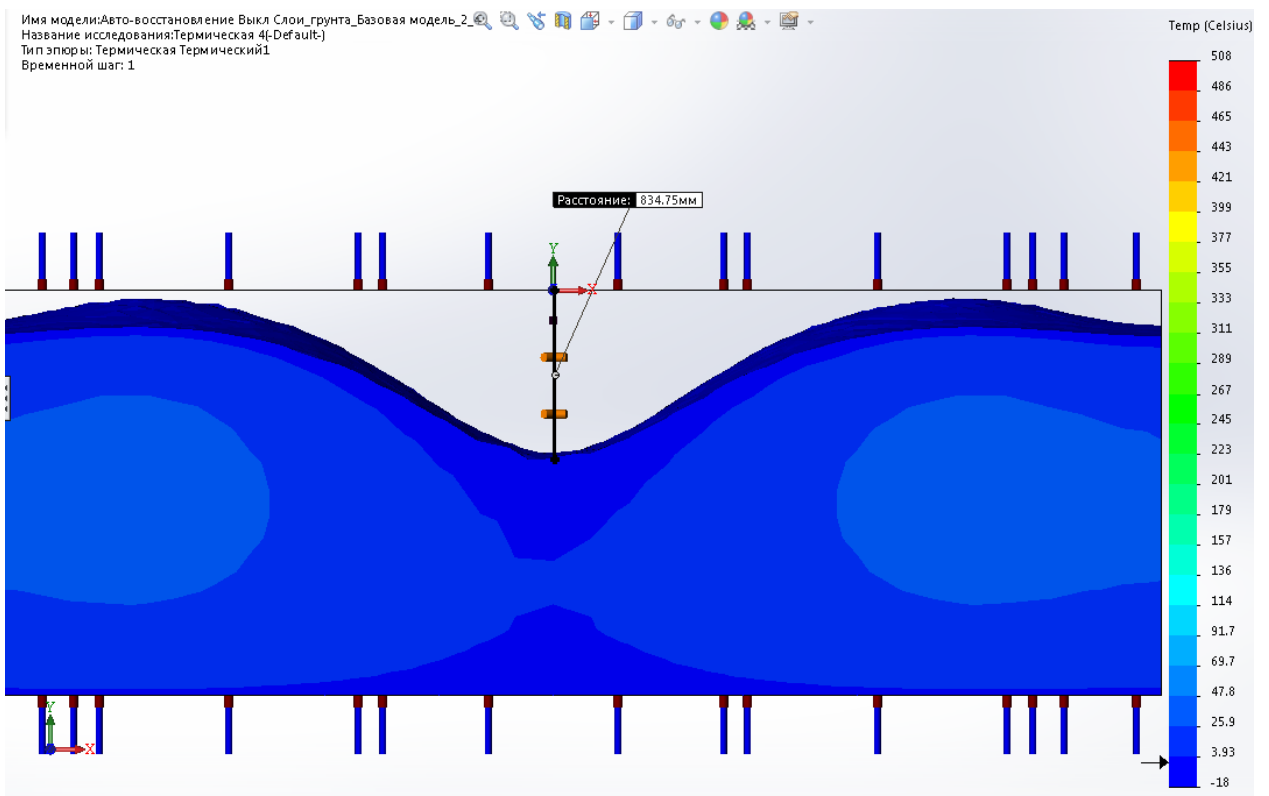 Имя модели:Авто-восстановление Выкл Слои_грунта_Базовая модель_2_
Название исследования:Термическая 4(-Default-)
Тип эпюры: Термическая Термический1
Временной шаг: 1
Temp (Celsius)
508
486
465
443
421
399
377
355
333
311
289
267
245
223
201
179
157
136
114
91.7
69.7
47.8
25.9
3.93
-18
Расстояние: 834.75мм
Y
X
Y
X